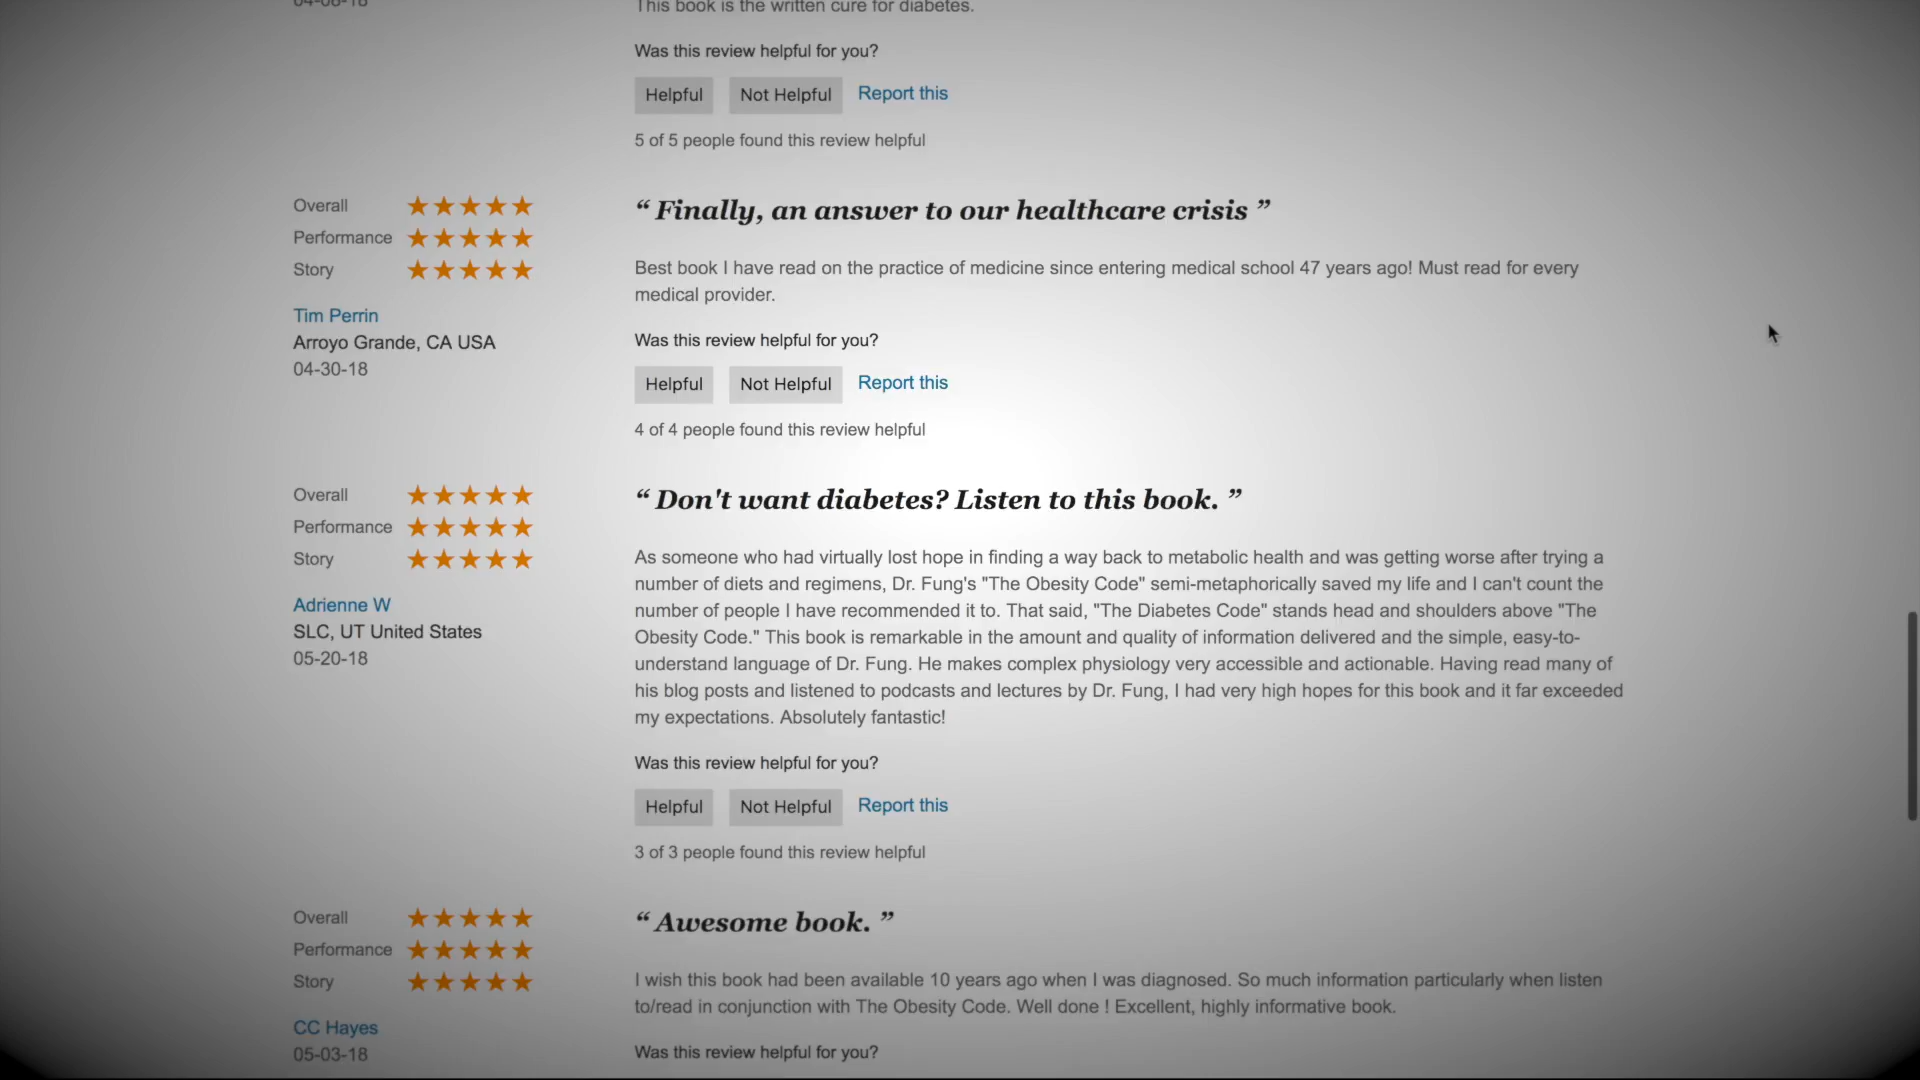 04-08-18
This book is the written cure for diabetes.
Was this review helpful for you?
Helpful Not Helpful Report this
5 of 5 people found this review helpful
Overall
Performance
Story
Tim Perrin
Arroyo Grande, CA USA
04-30-18
“ Finally, an answer to our healthcare crisis ”
Best book I have read on the practice of medicine since entering medical school 47 years ago! Must read for every
medical provider.
Was this review helpful for you?
Helpful Not Helpful Report this
4 of 4 people found this review helpful
Overall
Performance
Story
Adrienne W
SLC, UT United States
05-20-18
“ Don't want diabetes? Listen to this book. ”
As someone who had virtually lost hope in finding a way back to metabolic health and was getting worse after trying a
number of diets and regimens, Dr. Fung's "The Obesity Code" semi-metaphorically saved my life and I can't count the
number of people I have recommended it to. That said, "The Diabetes Code" stands head and shoulders above "The
Obesity Code." This book is remarkable in the amount and quality of information delivered and the simple, easy-to-
understand language of Dr. Fung. He makes complex physiology very accessible and actionable. Having read many of
his blog posts and listened to podcasts and lectures by Dr. Fung, I had very high hopes for this book and it far exceeded
my expectations. Absolutely fantastic!
Was this review helpful for you?
Helpful Not Helpful Report this
3 of 3 people found this review helpful
Overall
Performance
Story
CC Hayes
05-03-18
“ Awesome book. ”
I wish this book had been available 10 years ago when I was diagnosed. So much information particularly when listen
to/read in conjunction with The Obesity Code. Well done ! Excellent, highly informative book.
Was this review helpful for you?